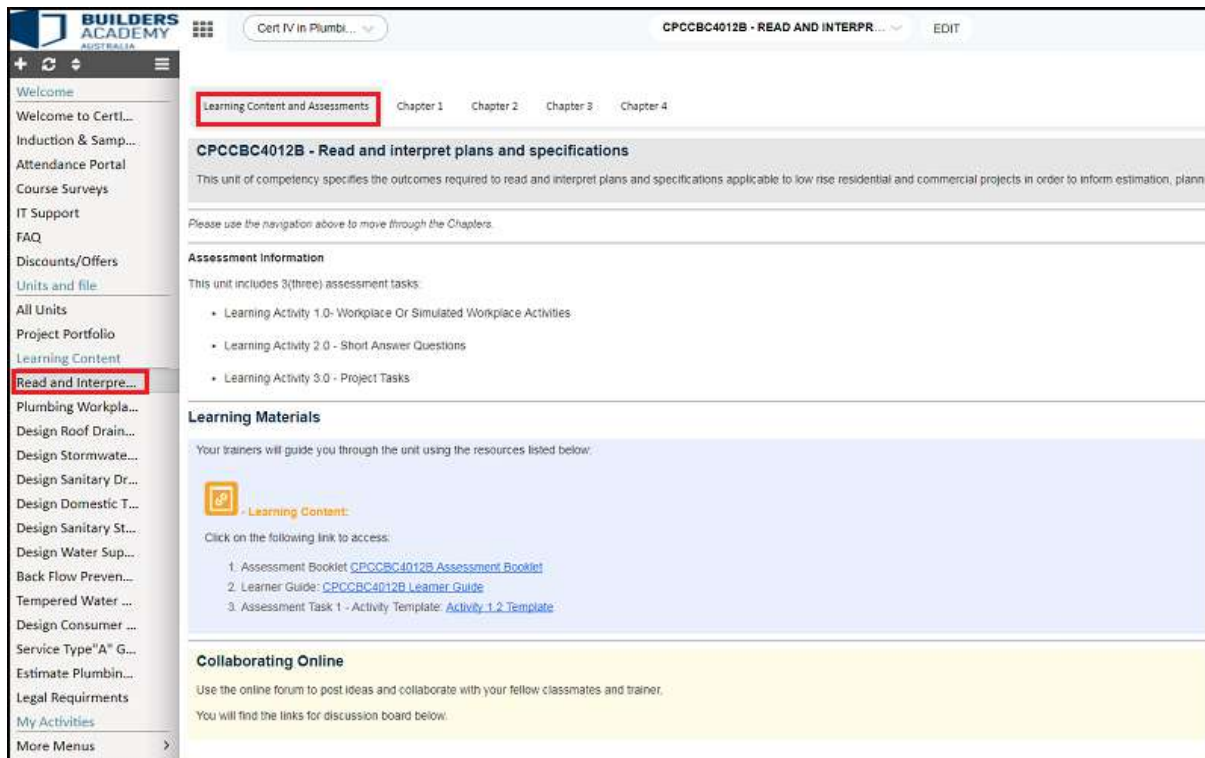 BUILDERS
ACADEMY
AUSTRALIA
Cert IV in Plumbi...
CPCCBC4012B - READ AND INTERPR...
EDIT
Welcome
Welcome to CertI...
Induction & Samp...
Attendance Portal
Course Surveys
IT Support
FAQ
Discounts/Offers
Units and file
All Units
Project Portfolio
Learning Content
Read and Interpre...
Plumbing Workpla...
Design Roof Drain...
Design Stormwate...
Design Sanitary Dr...
Design Domestic T...
Design Sanitary St...
Design Water Sup...
Back Flow Preven...
Tempered Water ...
Design Consumer ...
Service Type"A" G...
Estimate Plumbin...
Legal Requirments
My Activities
More Menus >
Learning Content and Assessments Chapter 1 Chapter 2 Chapter 3 Chapter 4
CPCCBC4012B - Read and interpret plans and specifications
This unit of competency specifies the outcomes required to read and interpret plans and specifications applicable to low rise residential and commercial projects in order to inform estimation, plann
Please use the navigation above to move through the Chapters.
Assessment Information
This unit includes 3(three) assessment tasks:
• Learning Activity 1.0- Workplace Or Simulated Workplace Activities
• Learning Activity 2.0 - Short Answer Questions
• Learning Activity 3.0 - Project Tasks
Learning Materials
Your trainers will guide you through the unit using the resources listed below:
- Learning Content:
Click on the following link to access:
1. Assessment Booklet CPCCBC4012B Assessment Booklet
2. Learner Guide: CPCCBC4012B Learner Guide
3. Assessment Task 1 - Activity Template: Activity 1.2 Template
Collaborating Online
Use the online forum to post ideas and collaborate with your fellow classmates and trainer.
You will find the links for discussion board below.